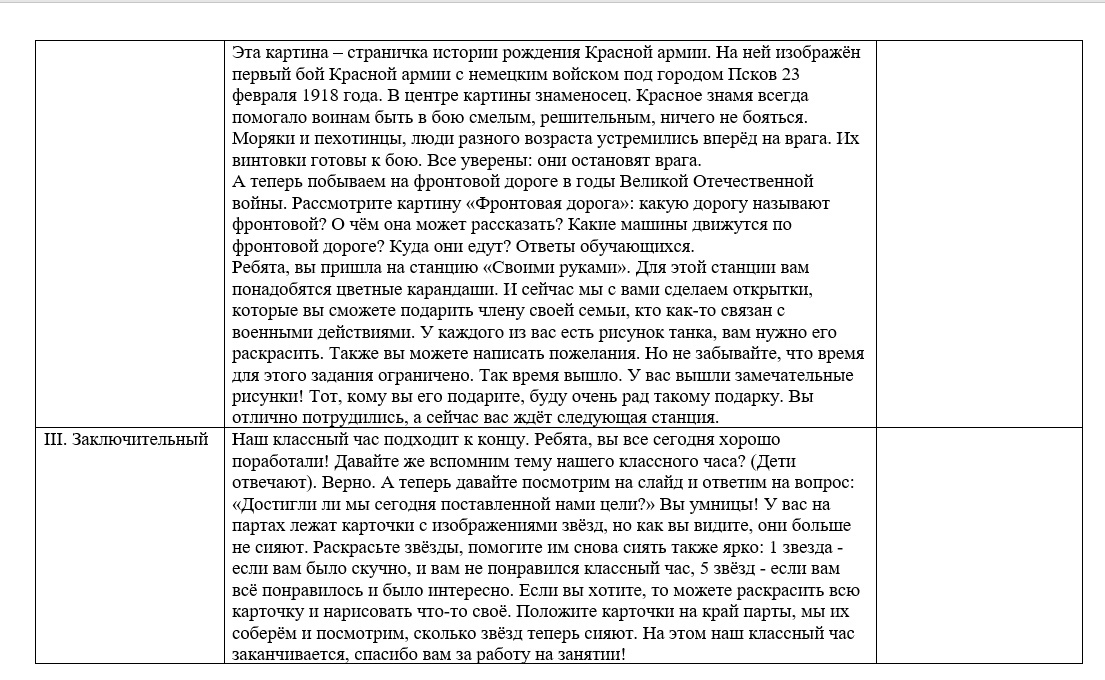 Эта картина – страничка истории рождения Красной армии. На ней изображён
первый бой Красной армии с немецким войском под городом Псков 23
февраля 1918 года. В центре картины знаменосец. Красное знамя всегда
помогало воинам быть в бою смелым, решительным, ничего не бояться.
Моряки и пехотинцы, люди разного возраста устремились вперёд на врага. Их
винтовки готовы к бою. Все уверены: они остановят врага.
А теперь побываем на фронтовой дороге в годы Великой Отечественной
войны. Рассмотрите картину «Фронтовая дорога»: какую дорогу называют
фронтовой? О чём она может рассказать? Какие машины движутся по
фронтовой дороге? Куда они едут? Ответы обучающихся.
Ребята, вы пришла на станцию «Своими руками». Для этой станции вам
понадобятся цветные карандаши. И сейчас мы с вами сделаем открытки,
которые вы сможете подарить члену своей семьи, кто как-то связан с
военными действиями. У каждого из вас есть рисунок танка, вам нужно его
раскрасить. Также вы можете написать пожелания. Но не забывайте, что время
для этого задания ограничено. Так время вышло. У вас вышли замечательные
рисунки! Тот, кому вы его подарите, буду очень рад такому подарку. Вы
отлично потрудились, а сейчас вас ждёт следующая станция.
III. Заключительный
Наш классный час подходит к концу. Ребята, вы все сегодня хорошо
поработали! Давайте же вспомним тему нашего классного часа? (Дети
отвечают). Верно. А теперь давайте посмотрим на слайд и ответим на вопрос:
«Достигли ли мы сегодня поставленной нами цели?» Вы умницы! У вас на
партах лежат карточки с изображениями звёзд, но как вы видите, они больше
не сияют. Раскрасьте звёзды, помогите им снова сиять также ярко: 1 звезда -
если вам было скучно, и вам не понравился классный час, 5 звёзд - если вам
всё понравилось и было интересно. Если вы хотите, то можете раскрасить всю
карточку и нарисовать что-то своё. Положите карточки на край парты, мы их
соберём и посмотрим, сколько звёзд теперь сияют. На этом наш классный час
заканчивается, спасибо вам за работу на занятии!